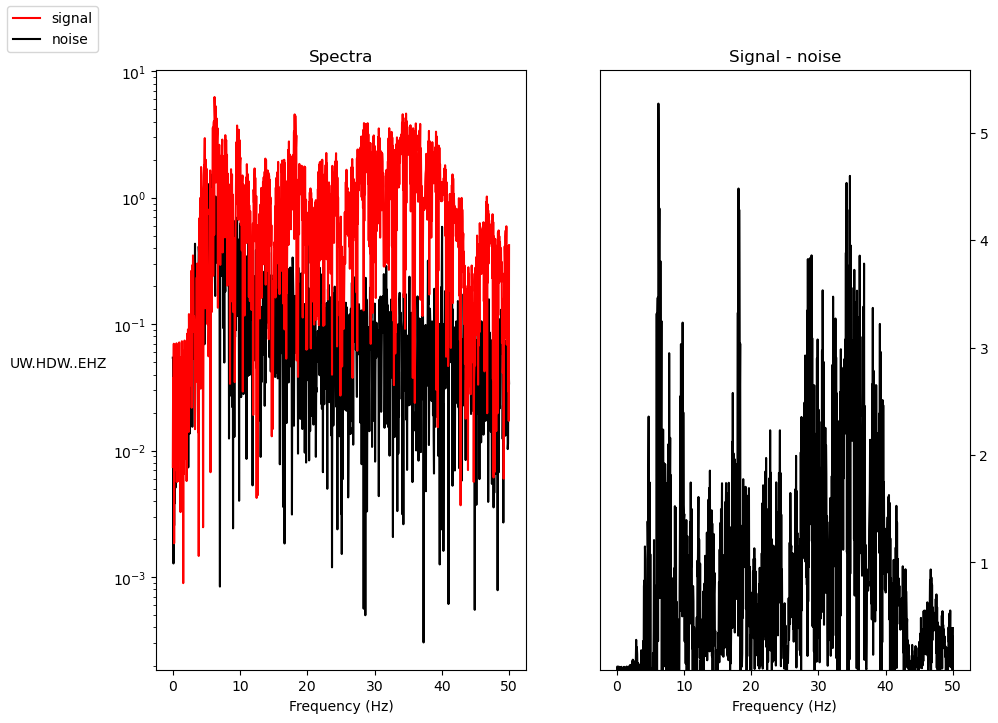 signal
noise
Spectra
Signal - noise
10¹
10⁰
10⁻¹
10⁻²
10⁻³
UW.HDW..EHZ
5
4
3
2
1
0 10 20 30 40 50
0 10 20 30 40 50
Frequency (Hz)
Frequency (Hz)